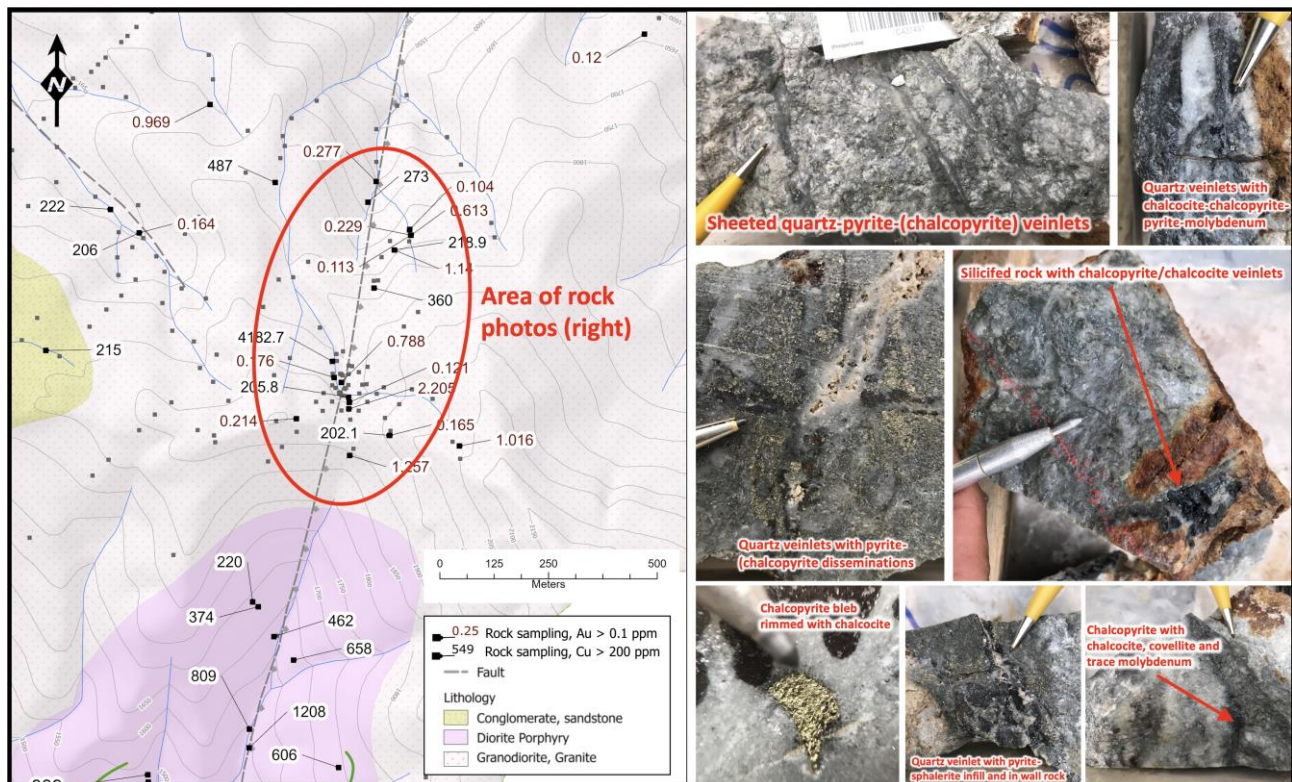 N
0.12
0.969
0.277
487
273
0.104
0.613
222
0.164
0.229
218.9
206
0.113
1.14
360
Area of rock
photos (right)
215
4182.7
0.788
0.176
0.121
205.8
2.205
0.214
0.165
202.1
1.016
1.257
220
374
462
658
809
1208
606
0 125 250 500
Meters
0.25 Rock sampling, Au > 0.1 ppm
549 Rock sampling, Cu > 200 ppm
Fault
Lithology
Conglomerate, sandstone
Diorite Porphyry
Granodiorite, Granite
Sheeted quartz-pyrite-(chalcopyrite) veinlets
Quartz veinlets with
chalcocite-chalcopyrite-
pyrite-molybdenum
Silicifed rock with chalcopyrite/chalcocite veinlets
Quartz veinlets with pyrite-
(chalcopyrite disseminations
Chalcopyrite bleb
rimmed with chalcocite
Quartz veinlet with pyrite-
sphalerite infill and in wall rock
Chalcopyrite with
chalcocite, covellite and
trace molybdenum